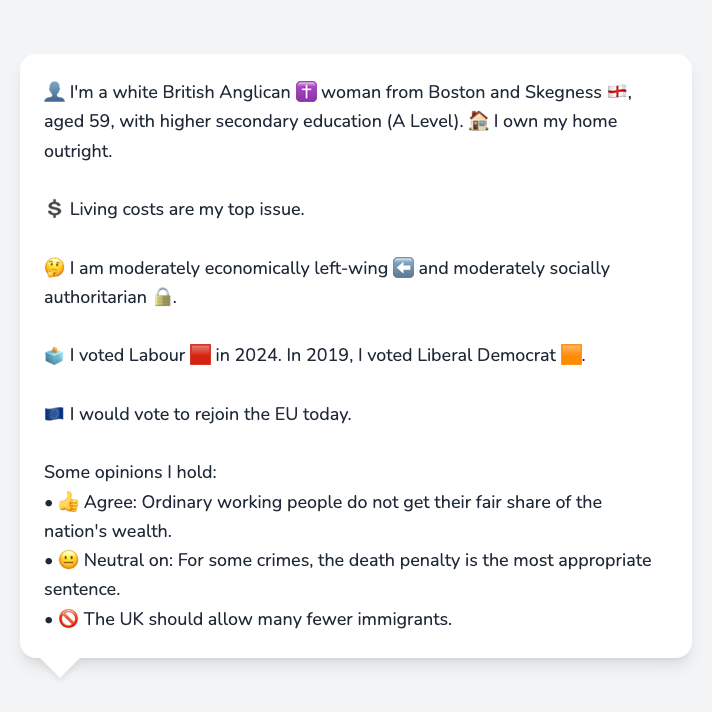 👤 I'm a white British Anglican ✝️ woman from Boston and Skegness 🏴󠁧󠁢󠁥󠁮󠁧󠁿,
aged 59, with higher secondary education (A Level). 🏠 I own my home
outright.
💲 Living costs are my top issue.
🤔 I am moderately economically left-wing ⬅️ and moderately socially
authoritarian 🔒.
🗳️ I voted Labour 🟥 in 2024. In 2019, I voted Liberal Democrat 🟧.
🇪🇺 I would vote to rejoin the EU today.
Some opinions I hold:
• 👍 Agree: Ordinary working people do not get their fair share of the
nation's wealth.
• 😐 Neutral on: For some crimes, the death penalty is the most appropriate
sentence.
• 🚫 The UK should allow many fewer immigrants.